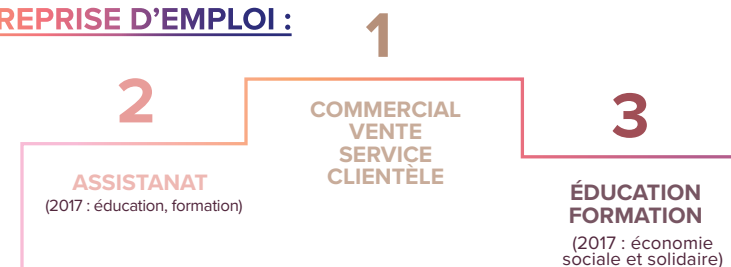 REPRISE D'EMPLOI :
1
2
3
COMMERCIAL
VENTE
SERVICE
CLIENTÈLE
ASSISTANAT
(2017 : éducation, formation)
ÉDUCATION
FORMATION
(2017 : économie
sociale et solidaire)